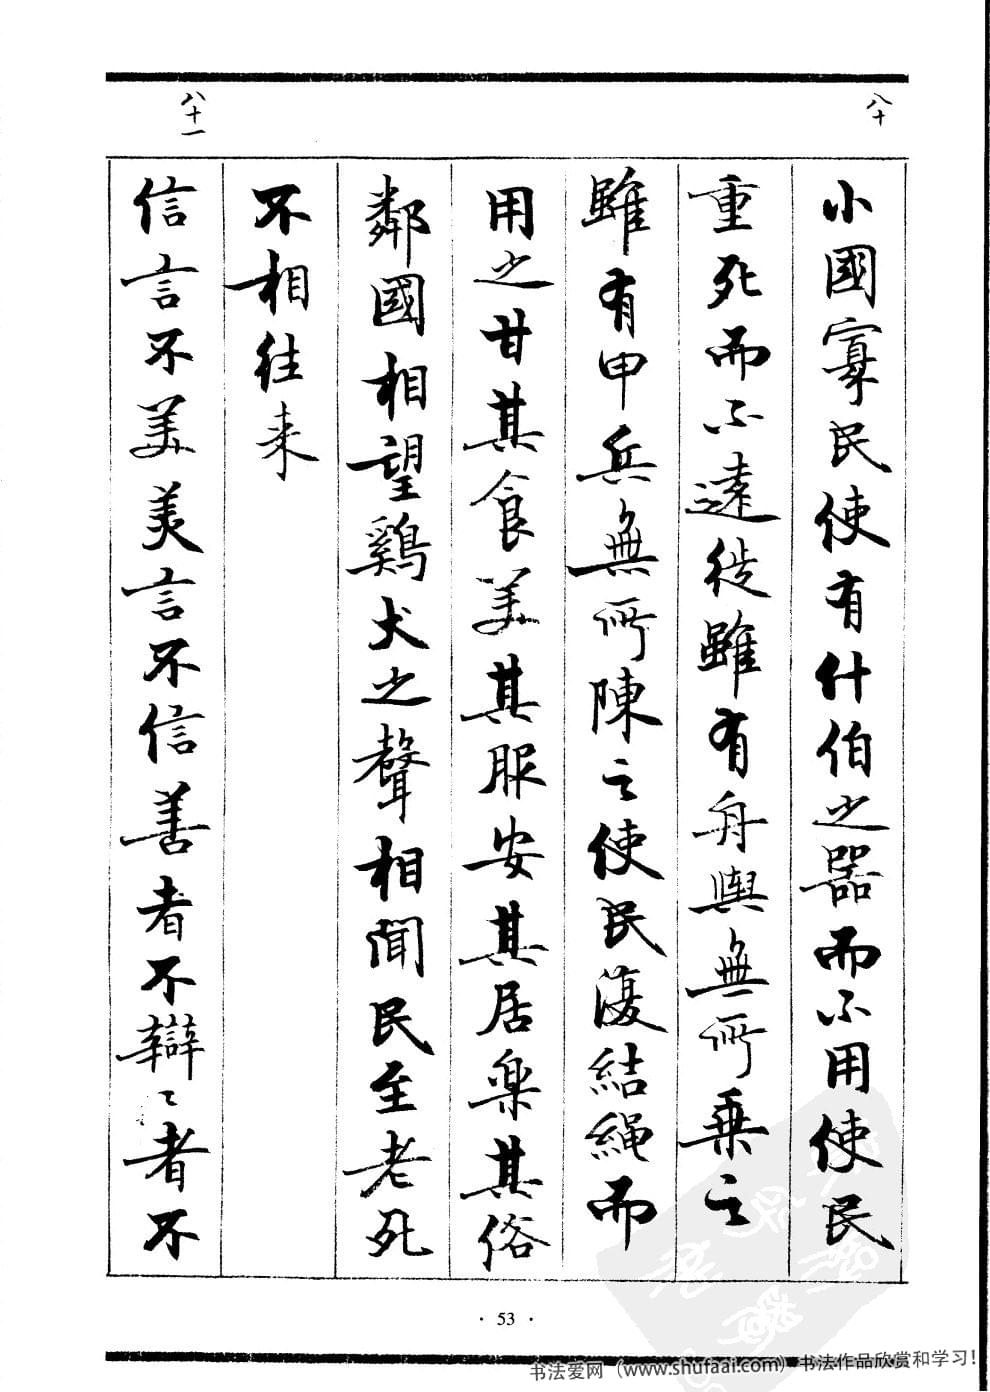 八十
小國寡民使有什伯之器而不用使民
重死而不遠徙雖有舟輿無所乗之
雖有甲兵無所陳之使民復結繩而
用之甘其食美其服安其居樂其俗
鄰國相望鷄犬之聲相聞民至老死
不相往来
八十一
信言不美美言不信善者不辯〻者不
· 53 ·
书法爱网（www.shufaai.com）书法作品欣赏和学习！